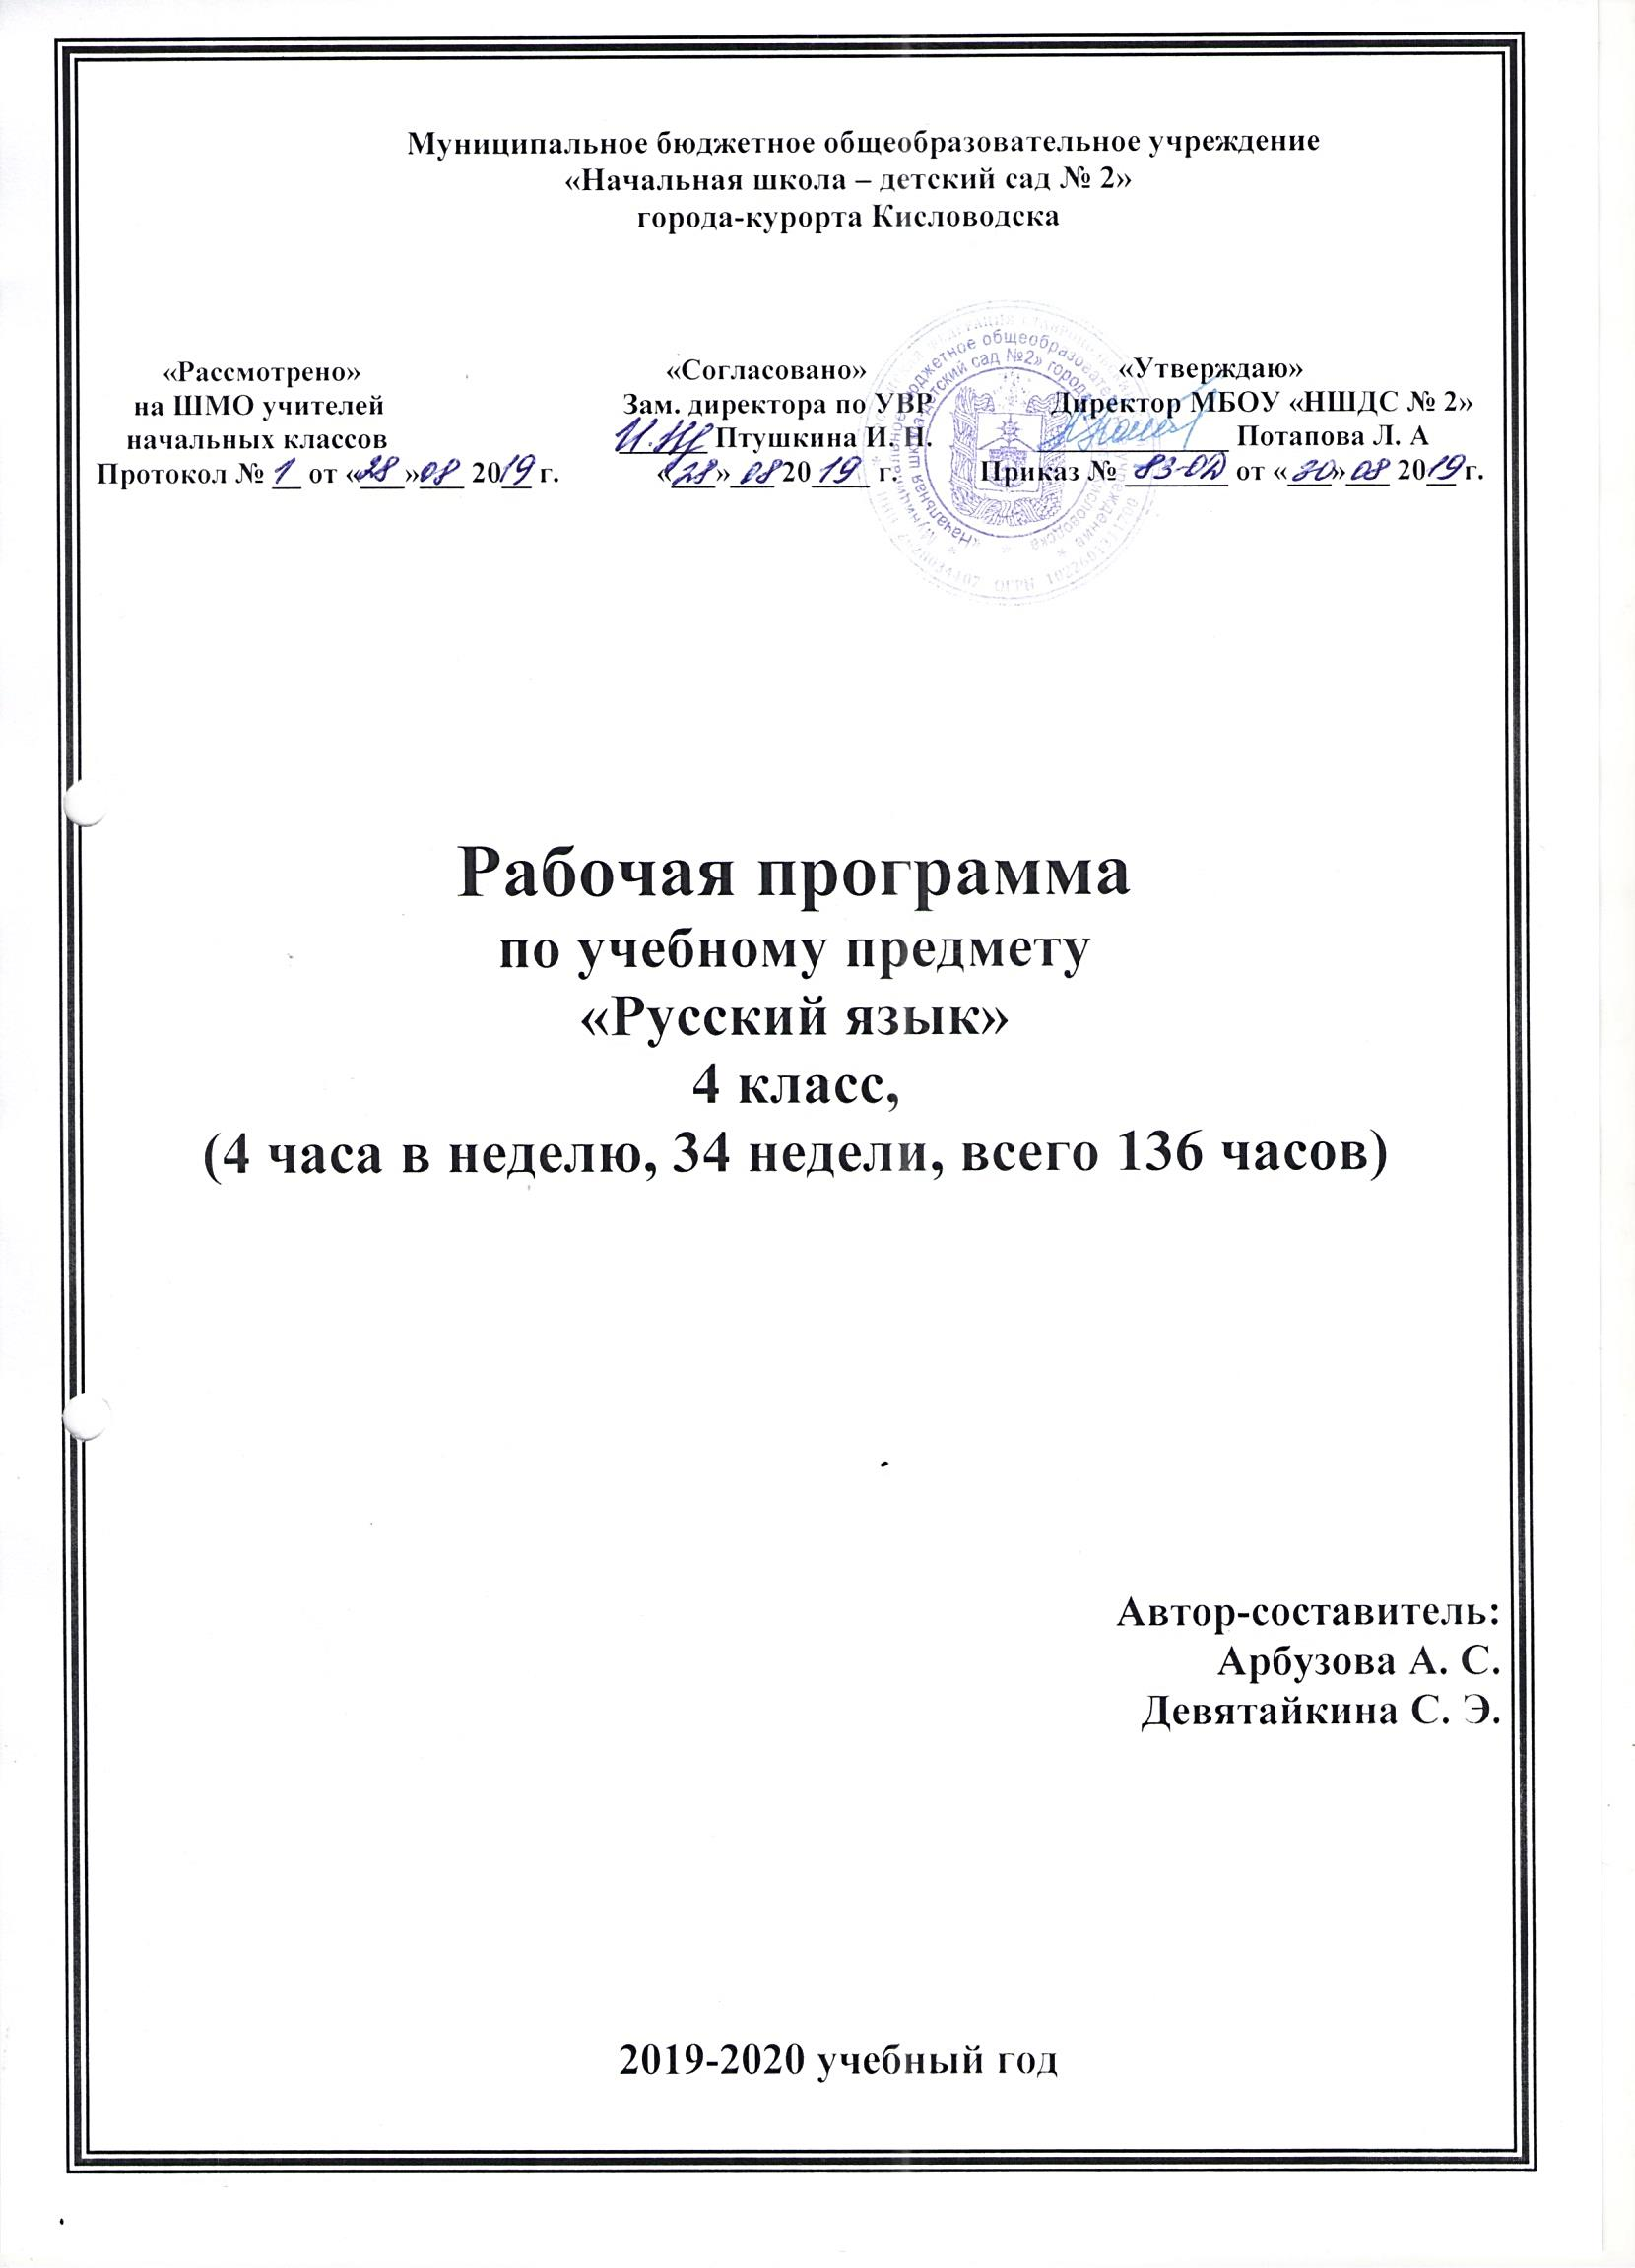 Муниципальное бюджетное общеобразовательное учреждение
«Начальная школа – детский сад № 2»
города-курорта Кисловодска
«Рассмотрено»
на ШМО учителей
начальных классов
Протокол № 1 от «28» 08 2019 г.
«Согласовано»
Зам. директора по УВР
Птушкина И. Н.
«28» 08 2019 г.
«Утверждаю»
Директор МБОУ «НШДС № 2»
Потапова Л. А
Приказ № 83-ОД от «30» 08 2019 г.
Рабочая программа
по учебному предмету
«Русский язык»
4 класс,
(4 часа в неделю, 34 недели, всего 136 часов)
Автор-составитель:
Арбузова А. С.
Девятайкина С. Э.
2019-2020 учебный год